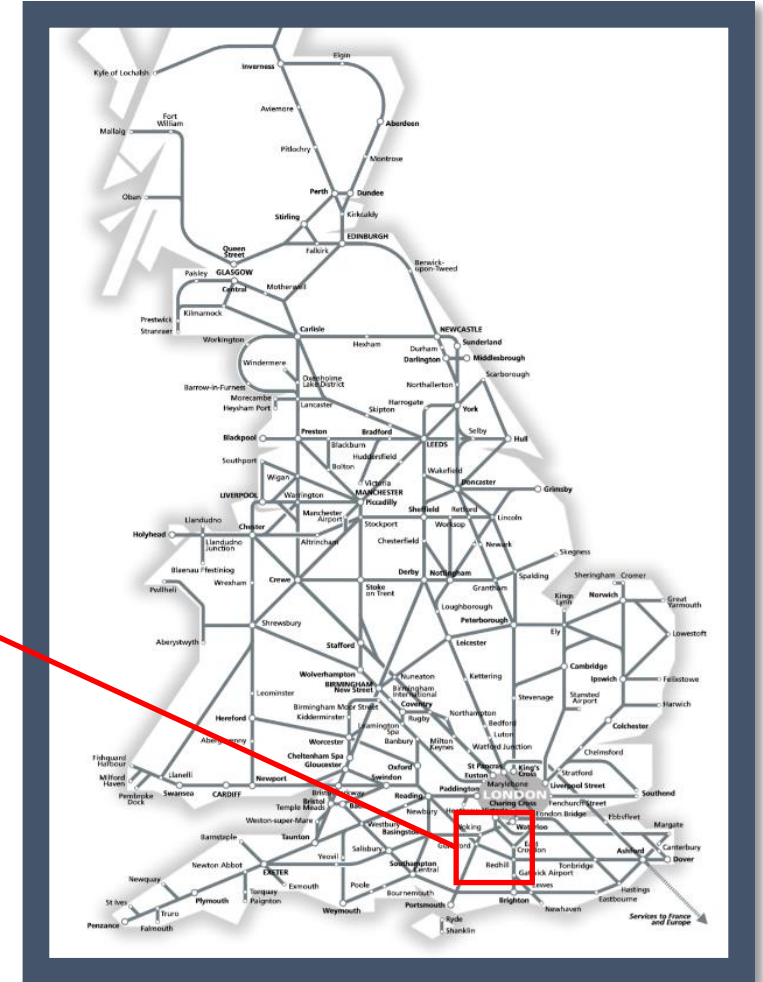 Elgin
Inverness
Kyle of Lochalsh
Aviemore
Fort
William
Aberdeen
Mallaig
Pitlochry
Montrose
Perth
Dundee
Oban
Stirling
Kirkcaldy
EDINBURGH
Queen
Street
Falkirk
GLASGOW
Central
Paisley
Berwick-
upon-Tweed
Motherwell
Prestwick
Kilmarnock
Stranraer
Carlisle
NEWCASTLE
Workington
Hexham
Durham
Sunderland
Darlington
Middlesbrough
Windermere
Scarborough
Oxenholme
Lake District
Northallerton
Barrow-in-Furness
Morecambe
Heysham Port
Lancaster
Harrogate
York
Skipton
Blackpool
Preston
Bradford
Selby
Hull
Blackburn
LEEDS
Huddersfield
Southport
Bolton
Wakefield
Wigan
Victoria
Doncaster
Grimsby
LIVERPOOL
Warrington
MANCHESTER
Piccadilly
Manchester
Airport
Sheffield
Retford
Stockport
Worksop
Lincoln
Llandudno
Chester
Holyhead
Llandudno
Junction
Altrincham
Chesterfield
Newark
Skegness
Blaenau Ffestiniog
Derby
Nottingham
Spalding
Sheringham
Cromer
Pwllheli
Wrexham
Crewe
Stoke
on Trent
Grantham
Kings
Lynn
Norwich
Great
Yarmouth
Loughborough
Shrewsbury
Peterborough
Ely
Lowestoft
Aberystwyth
Stafford
Leicester
Wolverhampton
Nuneaton
Kettering
Cambridge
BIRMINGHAM
New Street
Birmingham
International
Ipswich
Felixstowe
Leominster
Birmingham Moor Street
Coventry
Stevenage
Stansted
Airport
Harwich
Kidderminster
Rugby
Northampton
Hereford
Leamington
Spa
Bedford
Colchester
Worcester
Banbury
Milton
Keynes
Luton
Abergavenny
Watford Junction
Chelmsford
Cheltenham Spa
Gloucester
Oxford
St Pancras
King's
Cross
Fishguard
Harbour
Euston
Stratford
Milford
Haven
Llanelli
Newport
Swindon
Marylebone
Liverpool Street
Pembroke
Dock
Swansea
CARDIFF
Reading
Paddington
LONDON
Southend
Bristol
Temple Meads
Charing Cross
Fenchurch Street
Newbury
London Bridge
Ebbsfleet
Weston-super-Mare
Westbury
Basingstoke
Woking
Waterloo
Margate
Barnstaple
Taunton
Guildford
East
Croydon
Canterbury
Salisbury
Ashford
Newton Abbot
Yeovil
Southampton
Central
Redhill
Tonbridge
Dover
EXETER
Gatwick Airport
Newquay
Exmouth
Poole
Lewes
Hastings
Torquay
Paignton
Bournemouth
Eastbourne
St Ives
Plymouth
Portsmouth
Brighton
Newhaven
Truro
Weymouth
Penzance
Falmouth
Ryde
Shanklin
Services to France
and Europe